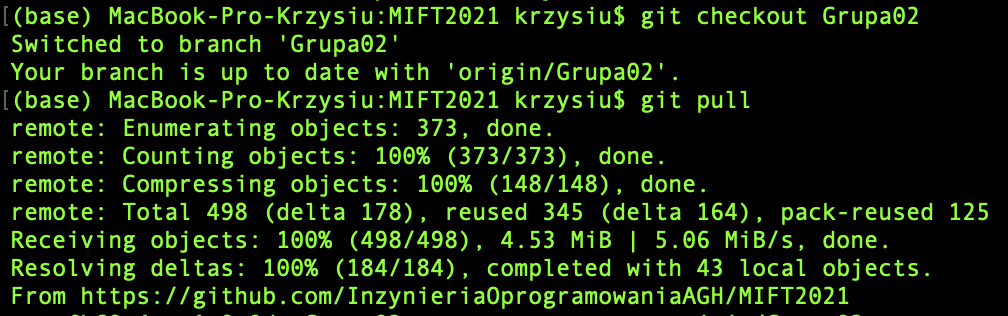 [(base) MacBook-Pro-Krzysiu:MIFT2021 krzysiu$ git checkout Grupa02
Switched to branch 'Grupa02'
Your branch is up to date with 'origin/Grupa02'.
[(base) MacBook-Pro-Krzysiu:MIFT2021 krzysiu$ git pull
remote: Enumerating objects: 373, done.
remote: Counting objects: 100% (373/373), done.
remote: Compressing objects: 100% (148/148), done.
remote: Total 498 (delta 178), reused 345 (delta 164), pack-reused 125
Receiving objects: 100% (498/498), 4.53 MiB | 5.06 MiB/s, done.
Resolving deltas: 100% (184/184), completed with 43 local objects.
From https://github.com/InzynieriaOprogramowaniaAGH/MIFT2021